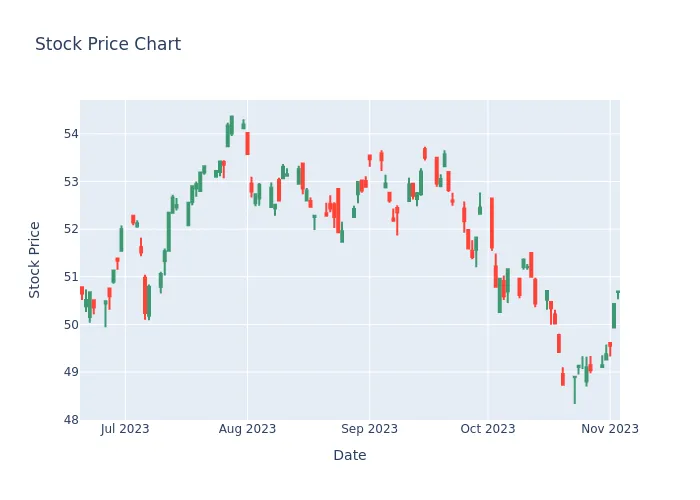 Stock Price Chart
54
53
52
51
50
49
48
Stock Price
Jul 2023
Aug 2023
Sep 2023
Oct 2023
Nov 2023
Date